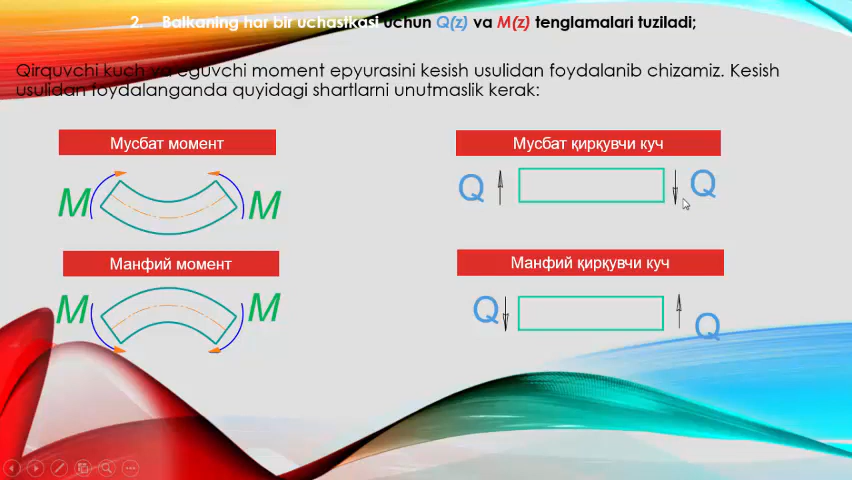 2. Balkaning har bir uchastkasi uchun Q(z) va M(z) tenglamalari tuziladi;
Qirquvchi kuch va eguvchi moment epyurasini kesish usulidan foydalanib chizamiz. Kesish
usulidan foydalanganda quyidagi shartlarni unutmaslik kerak:
Мусбат момент
M M
Манфий момент
M M
Мусбат қирқувчи куч
Q Q
Манфий қирқувчи куч
Q Q